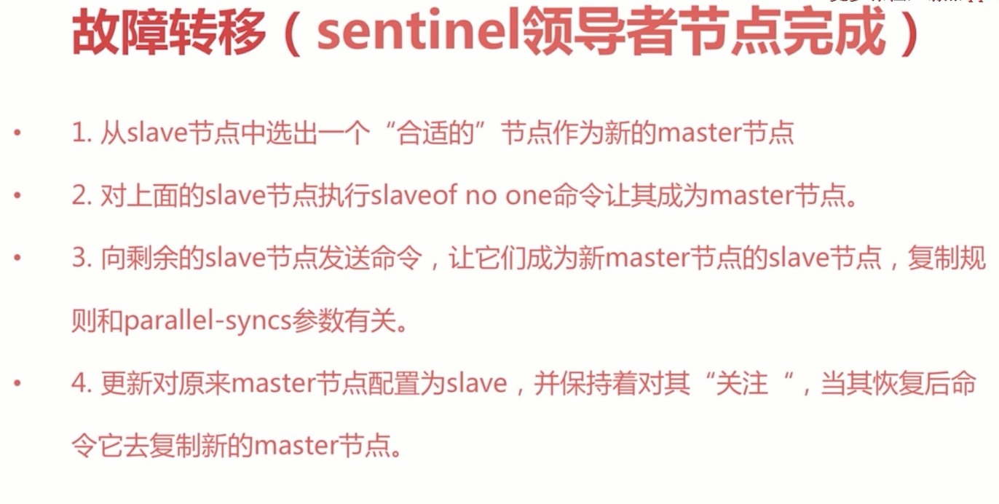 故障转移（sentinel领导者节点完成）
• 1. 从slave节点中选出一个“合适的”节点作为新的master节点
• 2. 对上面的slave节点执行slaveof no one命令让其成为master节点。
• 3. 向剩余的slave节点发送命令，让它们成为新master节点的slave节点，复制规
则和parallel-syncs参数有关。
• 4. 更新对原来master节点配置为slave，并保持着对其“关注“，当其恢复后命
令它去复制新的master节点。